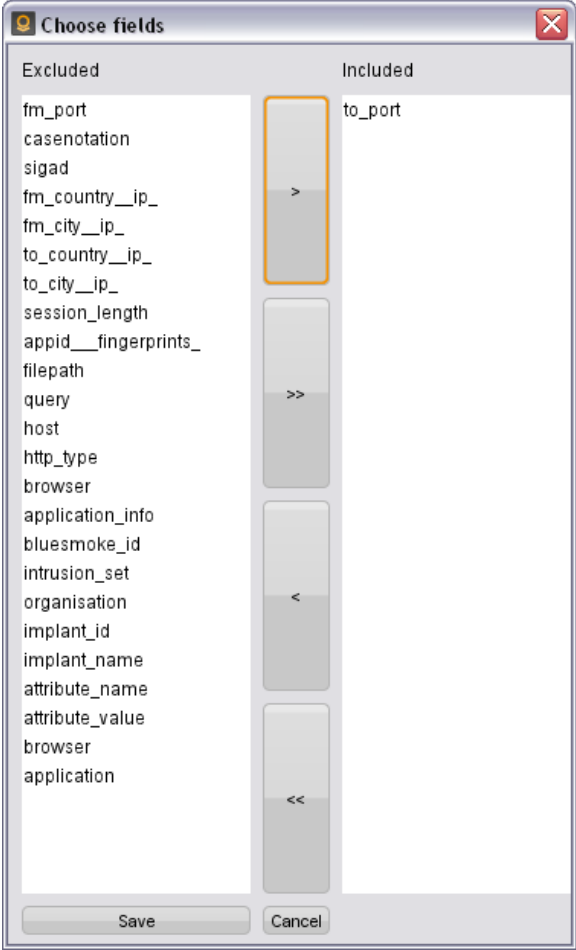 Choose fields
Excluded
Included
fm_port
casenotation
sigad
fm_country__ip_
fm_city__ip_
to_country__ip_
to_city__ip_
session_length
appid___fingerprints_
filepath
query
host
http_type
browser
application_info
bluesmoke_id
intrusion_set
organisation
implant_id
implant_name
attribute_name
attribute_value
browser
application
>
>>
<
<<
to_port
Save
Cancel